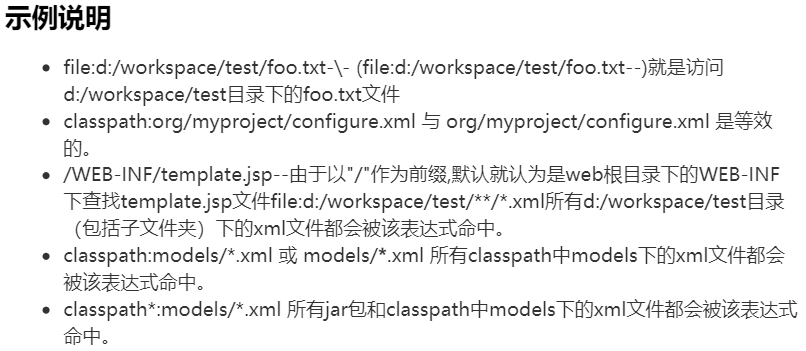 示例说明
file:d:/workspace/test/foo.txt-\- (file:d:/workspace/test/foo.txt--)就是访问
d:/workspace/test目录下的foo.txt文件
classpath:org/myproject/configure.xml 与 org/myproject/configure.xml 是等效
的。
/WEB-INF/template.jsp--由于以"/"作为前缀,默认就认为是web根目录下的WEB-INF
下查找template.jsp文件file:d:/workspace/test/**/*.xml所有d:/workspace/test目录
（包括子文件夹）下的xml文件都会被该表达式命中。
classpath:models/*.xml 或 models/*.xml 所有classpath中models下的xml文件都会
被该表达式命中。
classpath*:models/*.xml 所有jar包和classpath中models下的xml文件都会被该表达式
命中。